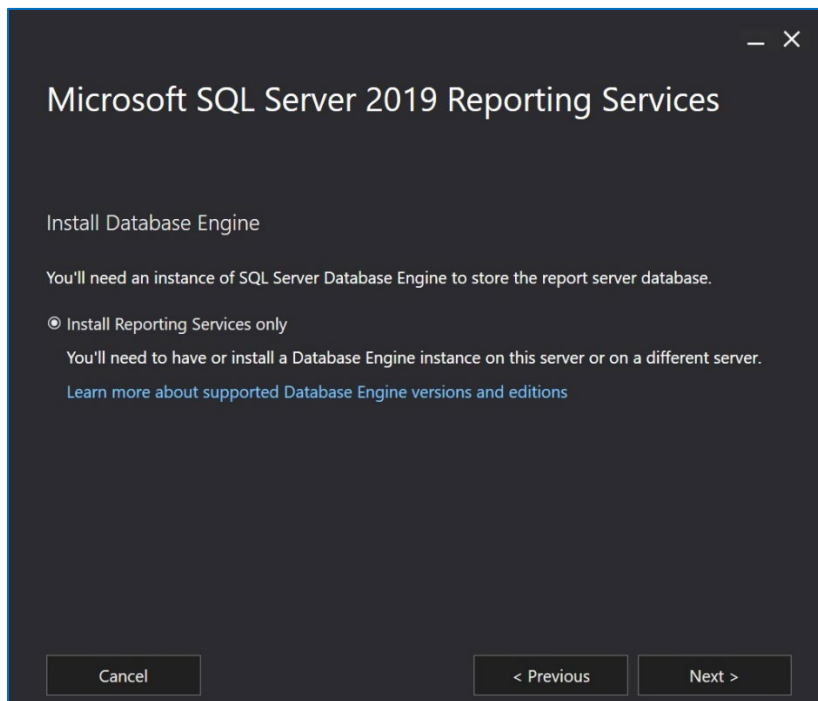 Microsoft SQL Server 2019 Reporting Services
Install Database Engine
You'll need an instance of SQL Server Database Engine to store the report server database.
Install Reporting Services only
You'll need to have or install a Database Engine instance on this server or on a different server.
Learn more about supported Database Engine versions and editions
Cancel
< Previous
Next >